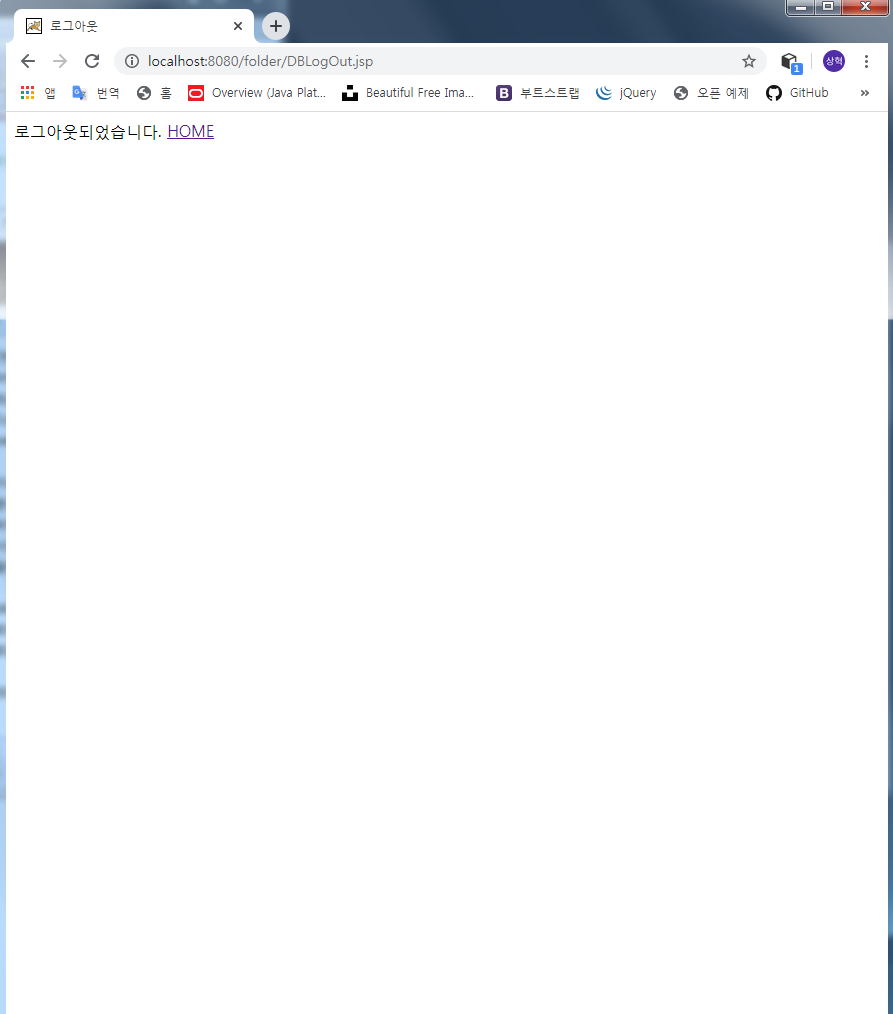 로그아웃
localhost:8080/folder/DBLogOut.jsp
상혁
1
앱 번역 홈 Overview (Java Plat... Beautiful Free Ima... B 부트스트랩 jQuery 오픈 예제 GitHub »
로그아웃되었습니다. HOME